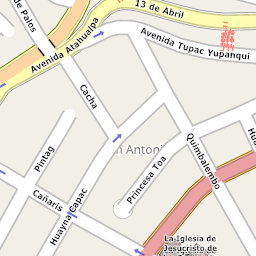 13 de Abril
de Palos
Avenida Atahualpa
Avenida Tupac Yupanqui
Cacha
Pintag
n Antoni
Quimbalembo
Princesa Toa
Cañaris
Huayna Capac
La Iglesia de
Jesucristo de